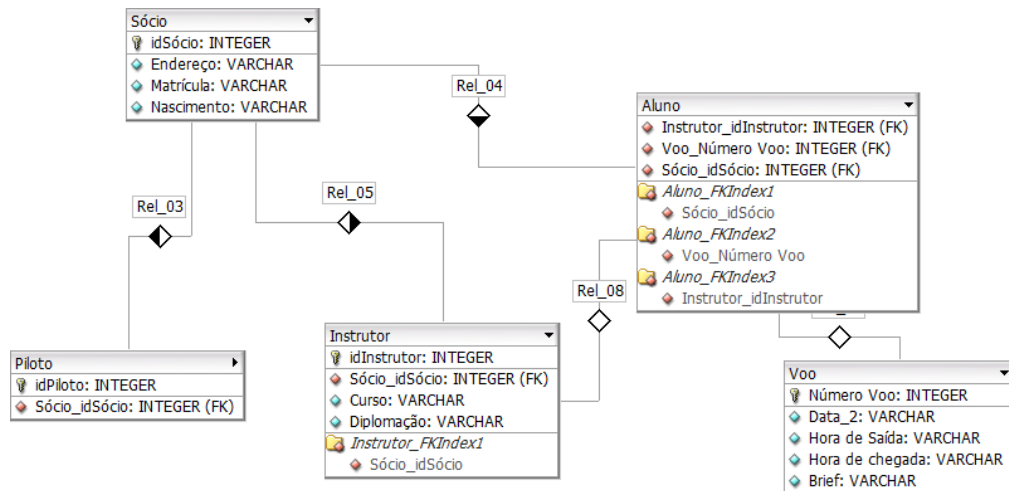 Sócio
idSócio: INTEGER
Endereço: VARCHAR
Matrícula: VARCHAR
Nascimento: VARCHAR
Rel_04
Aluno
Instrutor_idInstrutor: INTEGER (FK)
Voo_Número Voo: INTEGER (FK)
Sócio_idSócio: INTEGER (FK)
Aluno_FKIndex1
Sócio_idSócio
Aluno_FKIndex2
Voo_Número Voo
Aluno_FKIndex3
Instrutor_idInstrutor
Rel_03
Rel_05
Rel_08
Piloto
idPiloto: INTEGER
Sócio_idSócio: INTEGER (FK)
Instrutor
idInstrutor: INTEGER
Sócio_idSócio: INTEGER (FK)
Curso: VARCHAR
Diplomação: VARCHAR
Instrutor_FKIndex1
Sócio_idSócio
Voo
Número Voo: INTEGER
Data_2: VARCHAR
Hora de Saída: VARCHAR
Hora de chegada: VARCHAR
Brief: VARCHAR